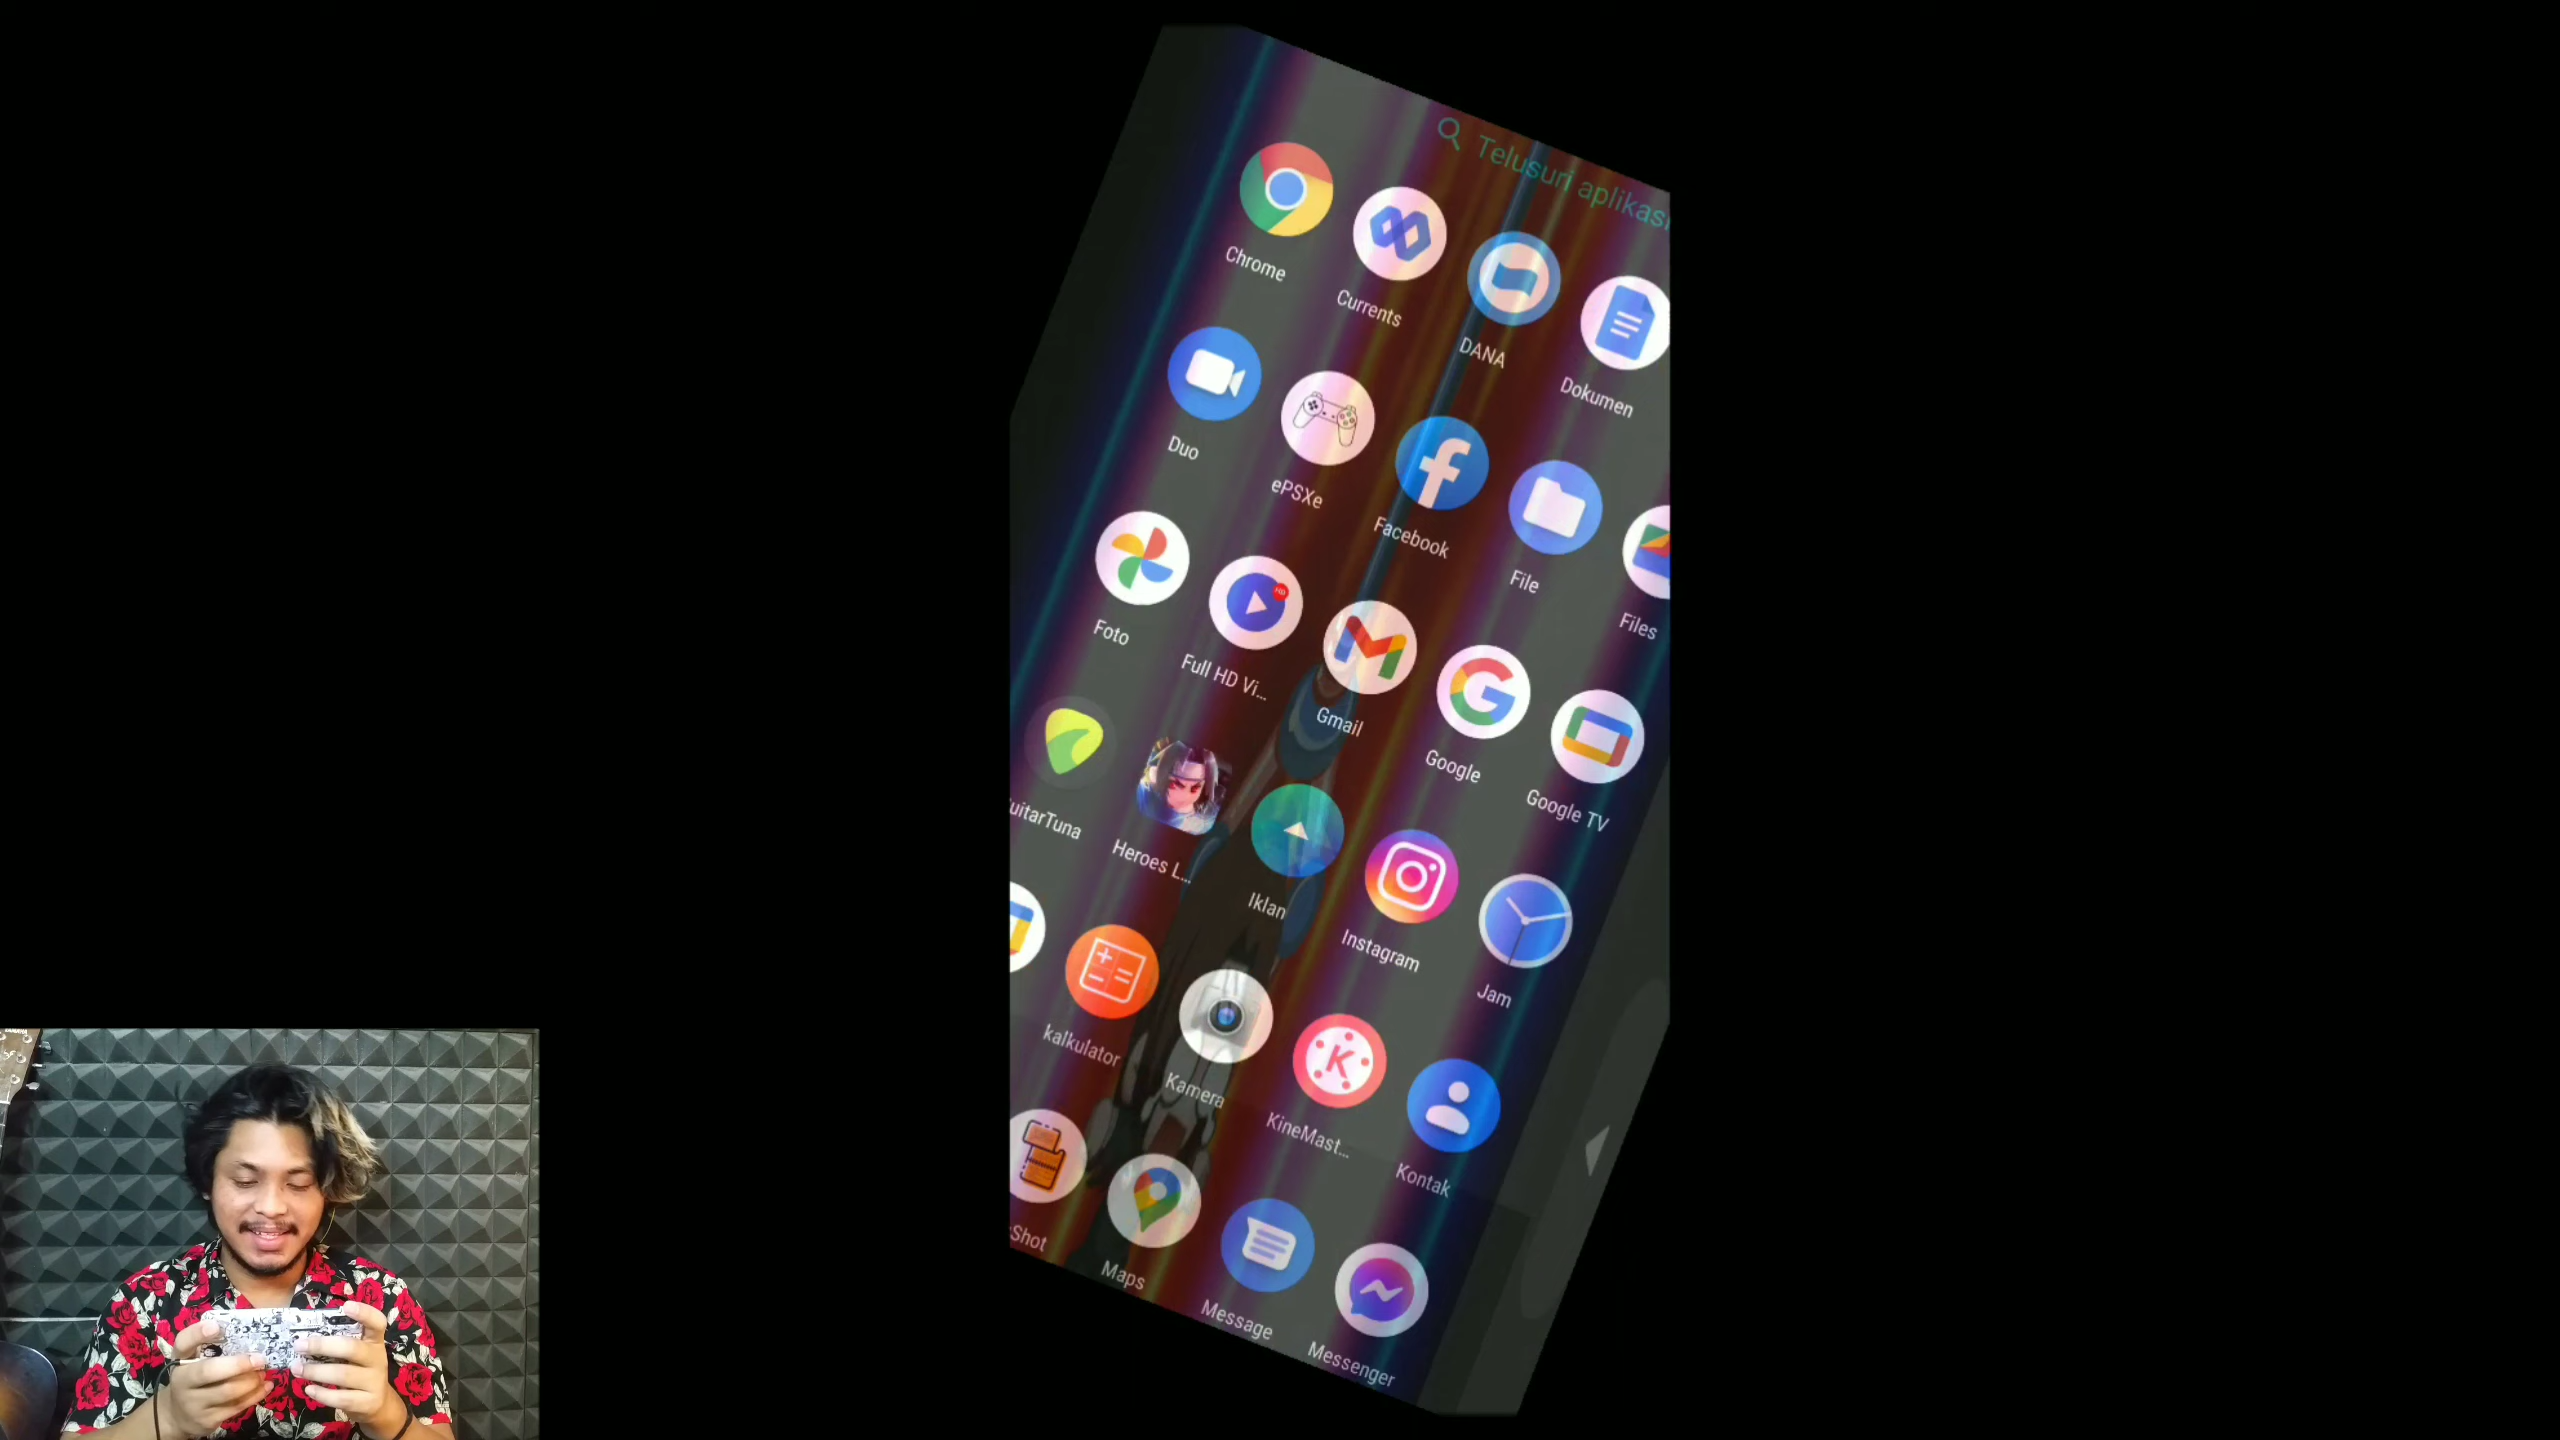 Telusuri aplikasi
Chrome
Currents
DANA
Dokumen
Duo
ePSXe
Facebook
File
Files
Foto
Full HD Vi...
Gmail
Google
Google TV
uitarTuna
Heroes L...
Iklan
Instagram
Jam
kalkulator
Kamera
KineMast...
Kontak
Shot
Maps
Message
Messenger